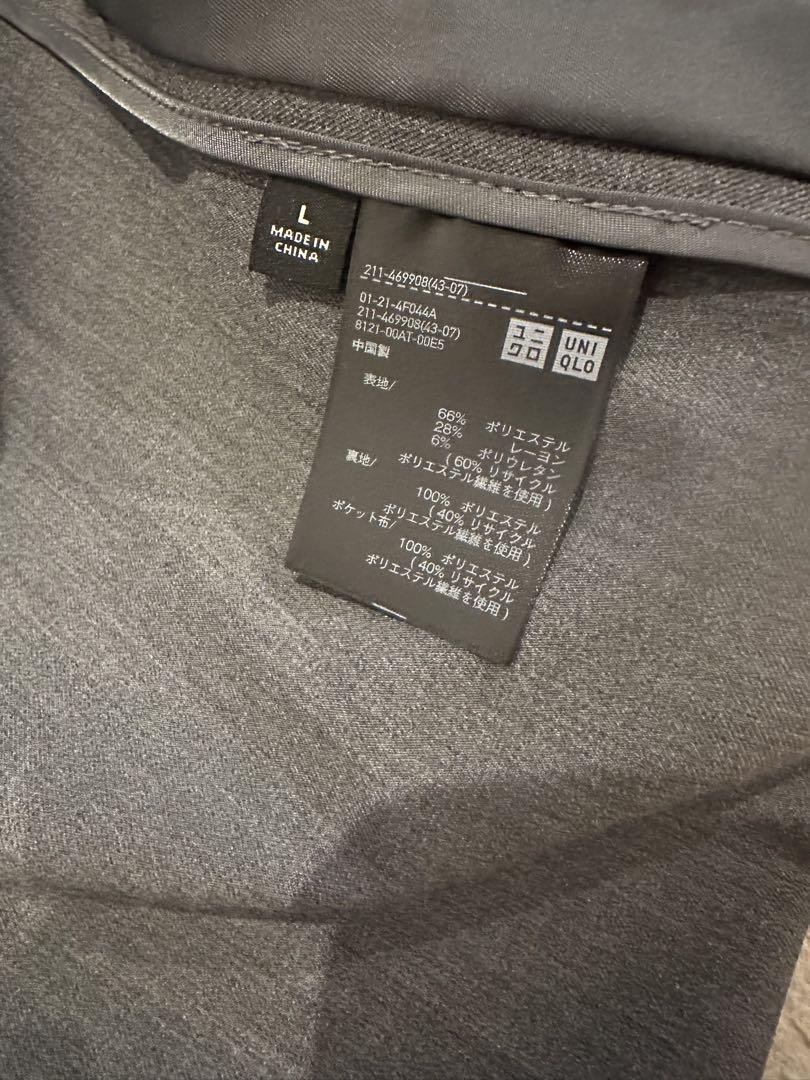 L
MADE IN
CHINA
211-469908(43-07)
01-21-4F044A
211-469908(43-07)
8121-00AT-00E5
中国製
ユニ
クロ
UNI
QLO
表地/
66% ポリエステル
28% レーヨン
6% ポリウレタン
( 60% リサイクル
ポリエステル繊維を使用 )
裏地/
100% ポリエステル
( 40% リサイクル
ポリエステル繊維を使用 )
ポケット布/
100% ポリエステル
( 40% リサイクル
ポリエステル繊維を使用 )